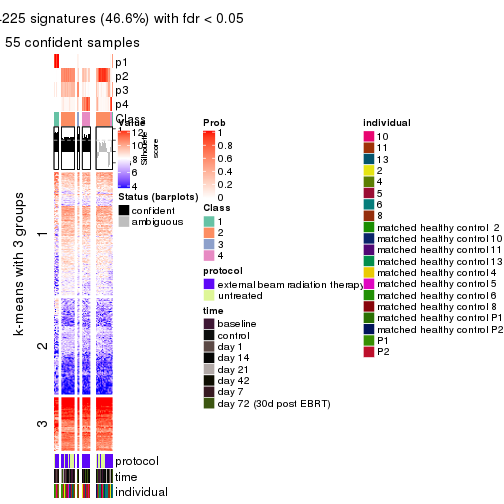 4225 signatures (46.6%) with fdr < 0.05
55 confident samples
p1
p2
p3
p4
Class
Silhouette
score
1
2
3
k-means with 3 groups
protocol
time
individual
Value
12
10
8
6
4
Status (barplots)
confident
ambiguous
Prob
1
0.8
0.6
0.4
0.2
0
Class
1
2
3
4
protocol
external beam radiation therapy
untreated
time
baseline
control
day 1
day 14
day 21
day 42
day 7
day 72 (30d post EBRT)
individual
10
11
13
2
4
5
6
8
matched healthy control 2
matched healthy control 10
matched healthy control 11
matched healthy control 13
matched healthy control 4
matched healthy control 5
matched healthy control 6
matched healthy control 8
matched healthy control P1
matched healthy control P2
P1
P2